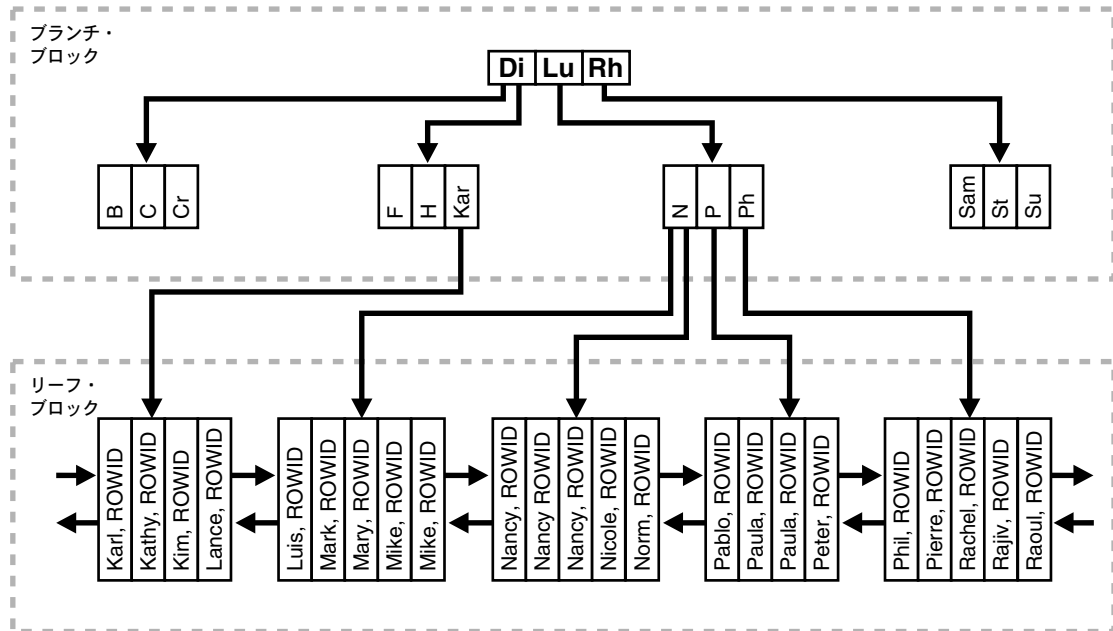 ブランチ・
ブロック
Di Lu Rh
B
C
Cr
F
H
Kar
N
P
Ph
Sam
St
Su
リーフ・
ブロック
Karl, ROWID
Kathy, ROWID
Kim, ROWID
Lance, ROWID
Luis, ROWID
Mark, ROWID
Mary, ROWID
Mike, ROWID
Mike, ROWID
Nancy, ROWID
Nancy ROWID
Nancy, ROWID
Nicole, ROWID
Norm, ROWID
Pablo, ROWID
Paula, ROWID
Paula, ROWID
Peter, ROWID
Phil, ROWID
Pierre, ROWID
Rachel, ROWID
Rajiv, ROWID
Raoul, ROWID